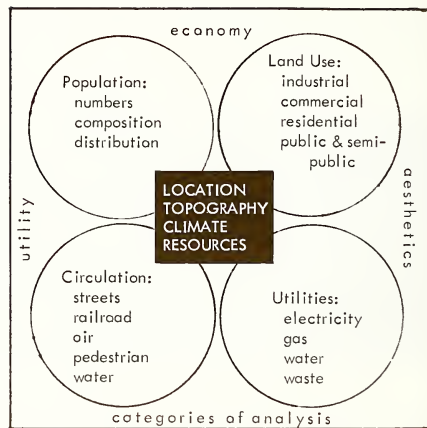 economy
Population:
numbers
composition
distribution
Land Use:
industrial
commercial
residential
public & semi-
public
utility
aesthetics
LOCATION
TOPOGRAPHY
CLIMATE
RESOURCES
Circulation:
streets
railroad
air
pedestrian
water
Utilities:
electricity
gas
water
waste
categories of analysis